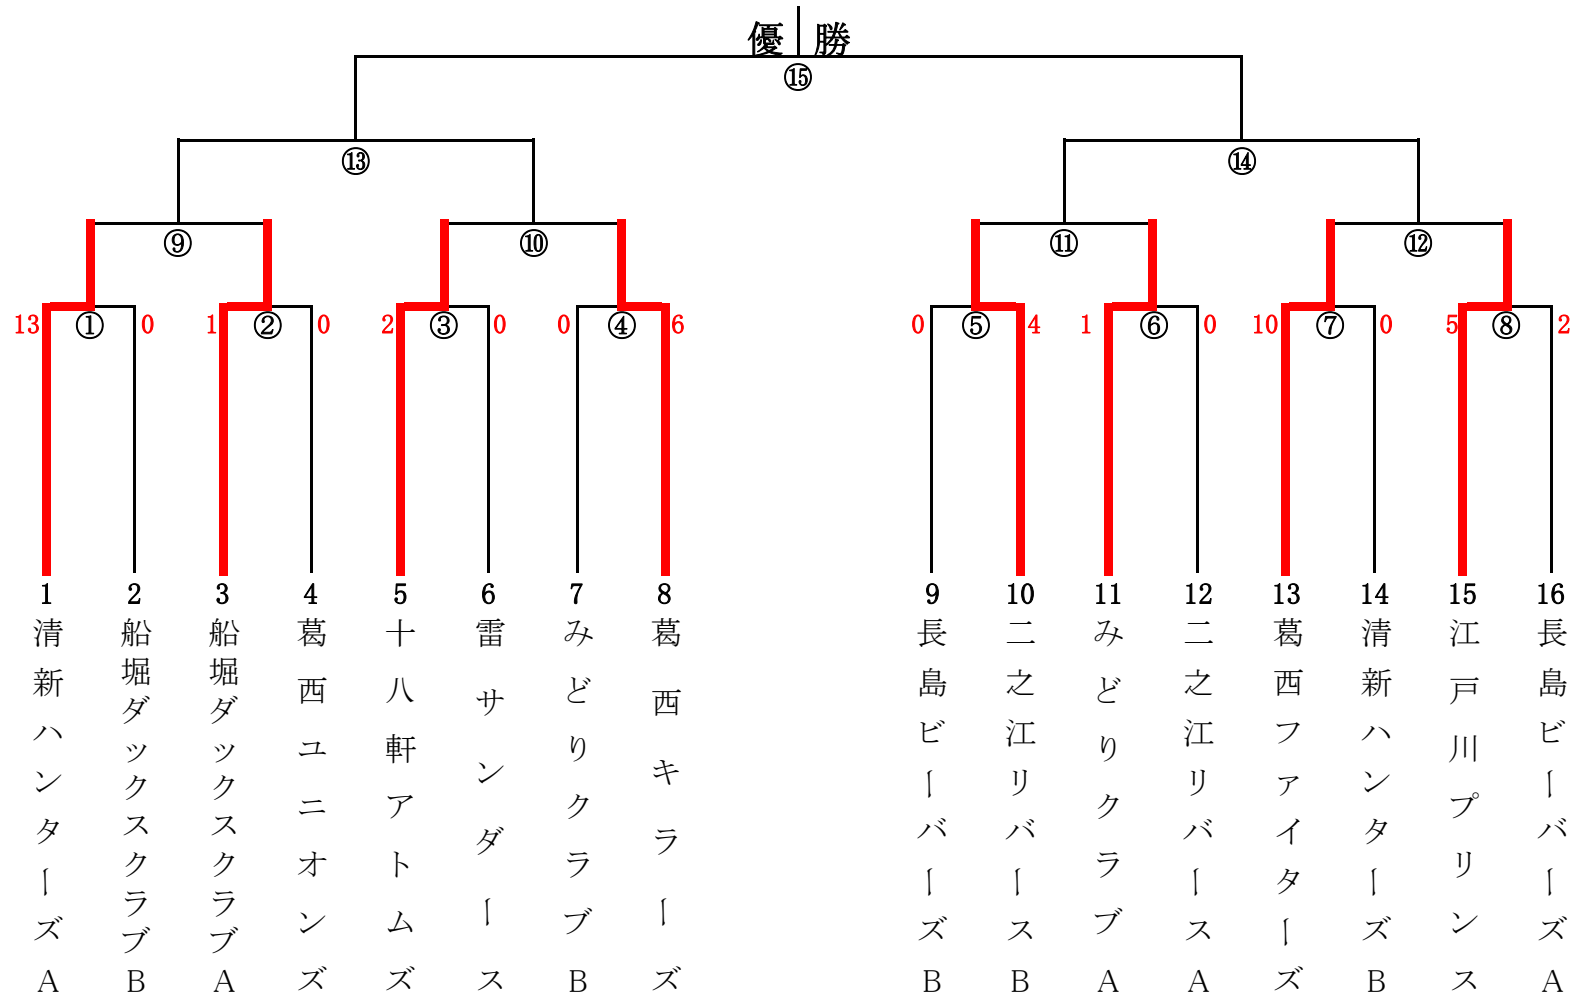 優勝
⑮
⑬
⑭
⑨
⑩
⑪
⑫
13 ① 0
1 ② 0
2 ③ 0
0 ④ 6
0 ⑤ 4
1 ⑥ 0
10 ⑦ 0
5 ⑧ 2
1
清新ハンターズA
2
船堀ダックスクラブB
3
船堀ダックスクラブA
4
葛西ユニオンズ
5
十八軒アトムズ
6
雷サンダース
7
みどりクラブB
8
葛西キラーズ
9
長島ビーバーズB
10
二之江リバースB
11
みどりクラブA
12
二之江リバースA
13
葛西ファイターズ
14
清新ハンターズB
15
江戸川プリンス
16
長島ビーバーズA